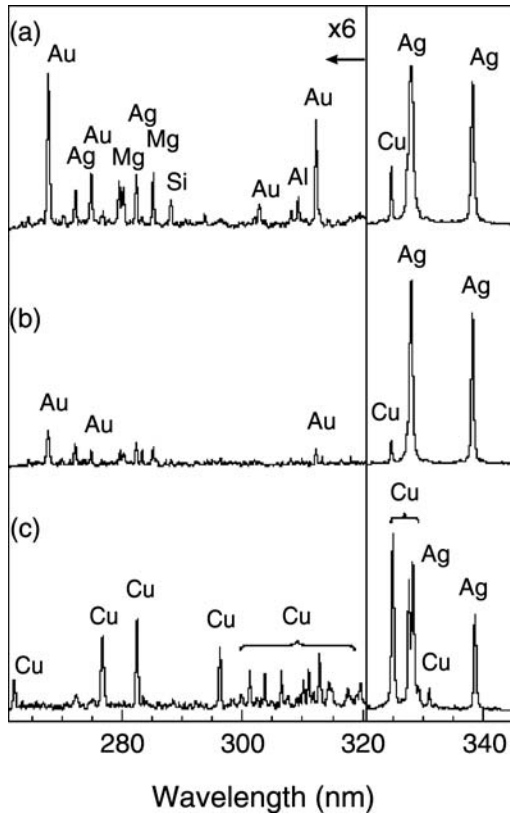 (a) x6
Au Ag Ag
Au Ag Au
Ag Mg Mg Cu
Si Au Al
(b) Ag Ag
Au Au Au Cu
(c) Cu
Cu Cu Cu Cu Ag Ag
Cu Cu
280 300 320 340
Wavelength (nm)